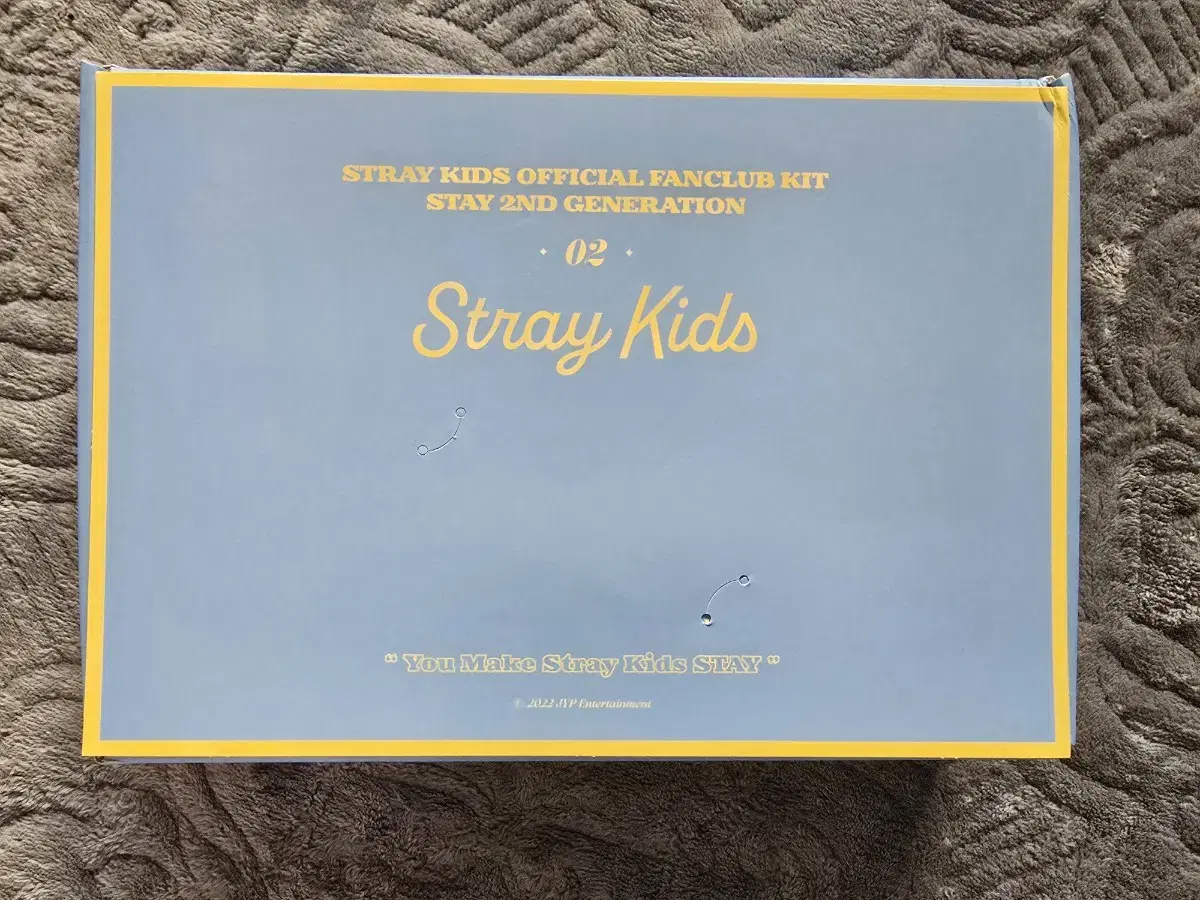 STRAY KIDS OFFICIAL FANCLUB KIT
STAY 2ND GENERATION
02
Stray Kids
“ You Make Stray Kids STAY ”
© 2022 JYP Entertainment